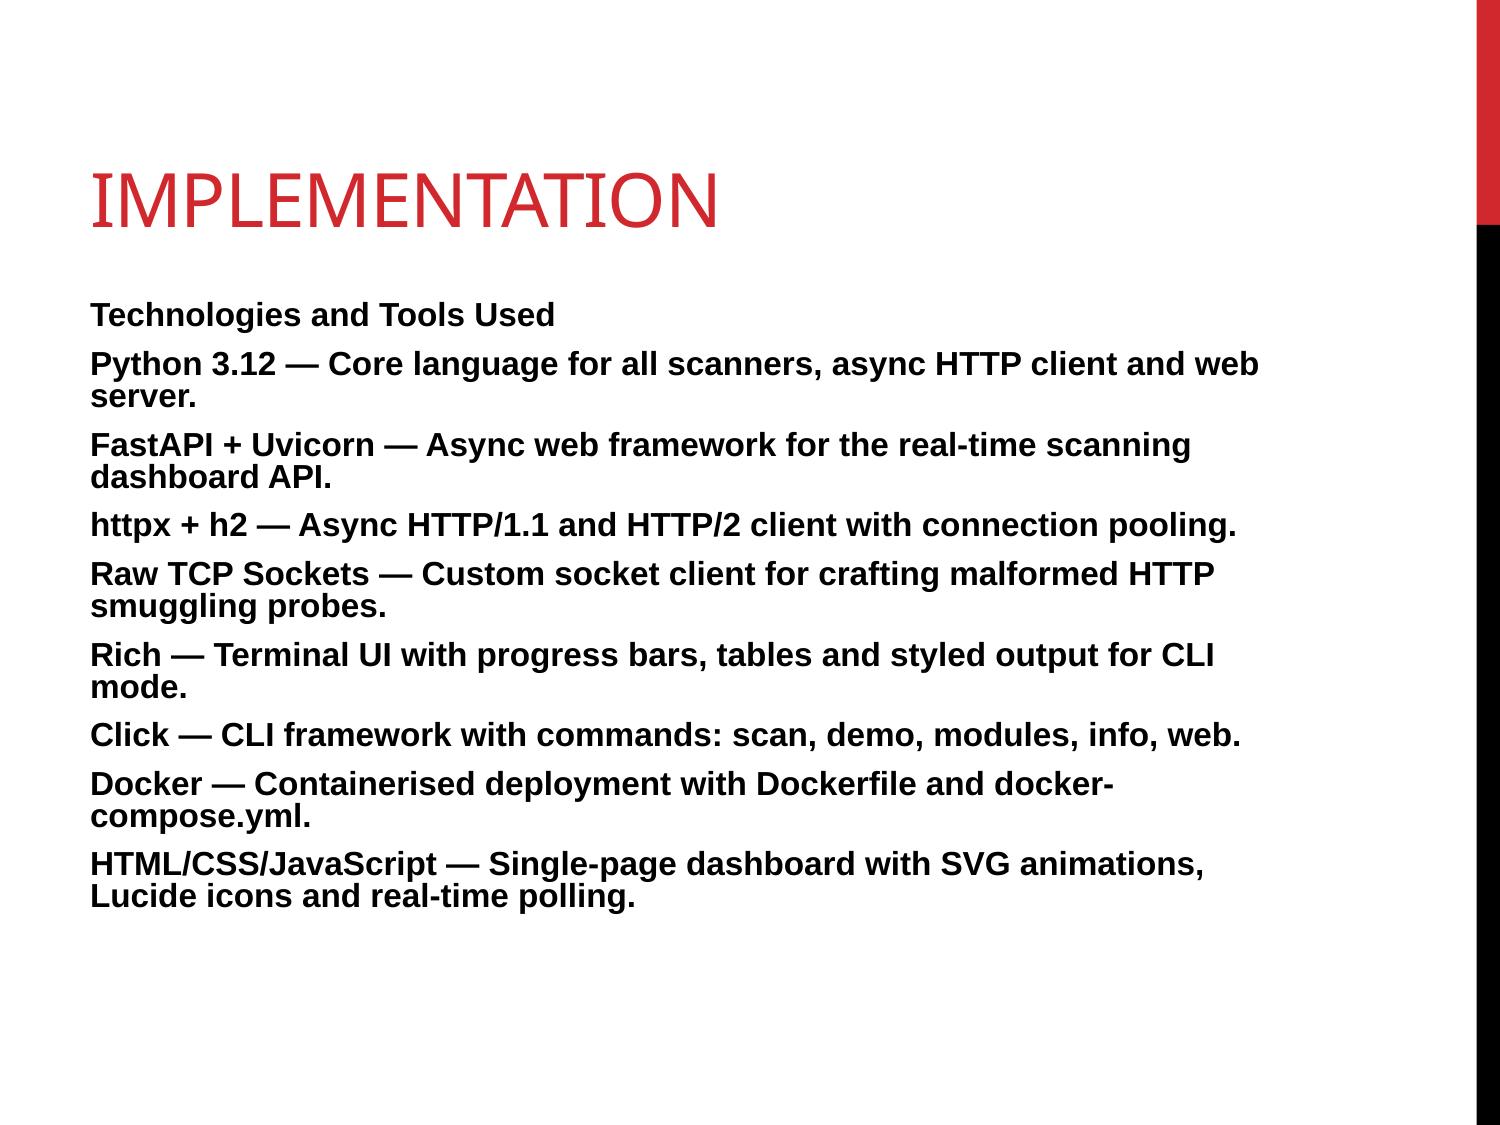 IMPLEMENTATION
Technologies and Tools Used
Python 3.12 — Core language for all scanners, async HTTP client and web
server.
FastAPI + Uvicorn — Async web framework for the real-time scanning
dashboard API.
httpx + h2 — Async HTTP/1.1 and HTTP/2 client with connection pooling.
Raw TCP Sockets — Custom socket client for crafting malformed HTTP
smuggling probes.
Rich — Terminal UI with progress bars, tables and styled output for CLI
mode.
Click — CLI framework with commands: scan, demo, modules, info, web.
Docker — Containerised deployment with Dockerfile and docker-
compose.yml.
HTML/CSS/JavaScript — Single-page dashboard with SVG animations,
Lucide icons and real-time polling.